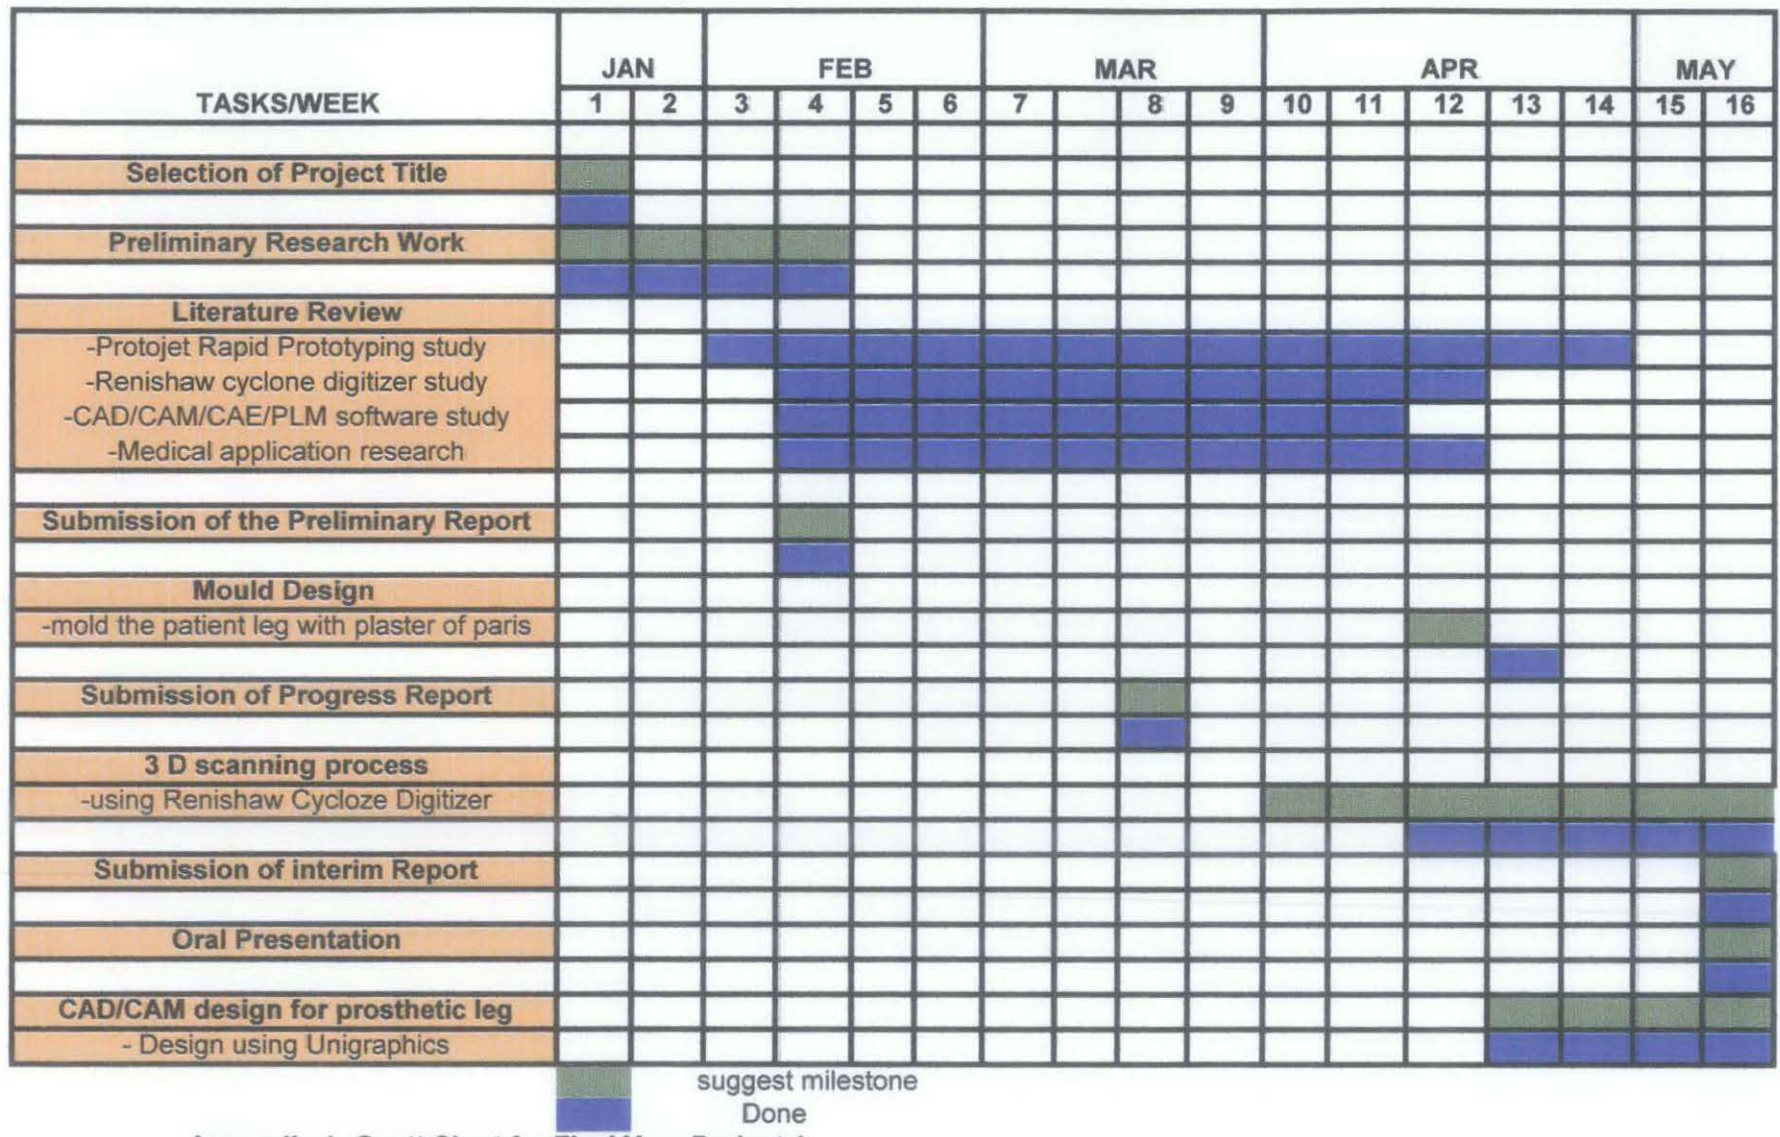 JAN FEB MAR APR MAY
TASKS/WEEK 1 2 3 4 5 6 7 8 9 10 11 12 13 14 15 16
Selection of Project Title
Preliminary Research Work
Literature Review
-Protojet Rapid Prototyping study
-Renishaw cyclone digitizer study
-CAD/CAM/CAE/PLM software study
-Medical application research
Submission of the Preliminary Report
Mould Design
-mold the patient leg with plaster of paris
Submission of Progress Report
3 D scanning process
-using Renishaw Cycloze Digitizer
Submission of interim Report
Oral Presentation
CAD/CAM design for prosthetic leg
- Design using Unigraphics
suggest milestone
Done